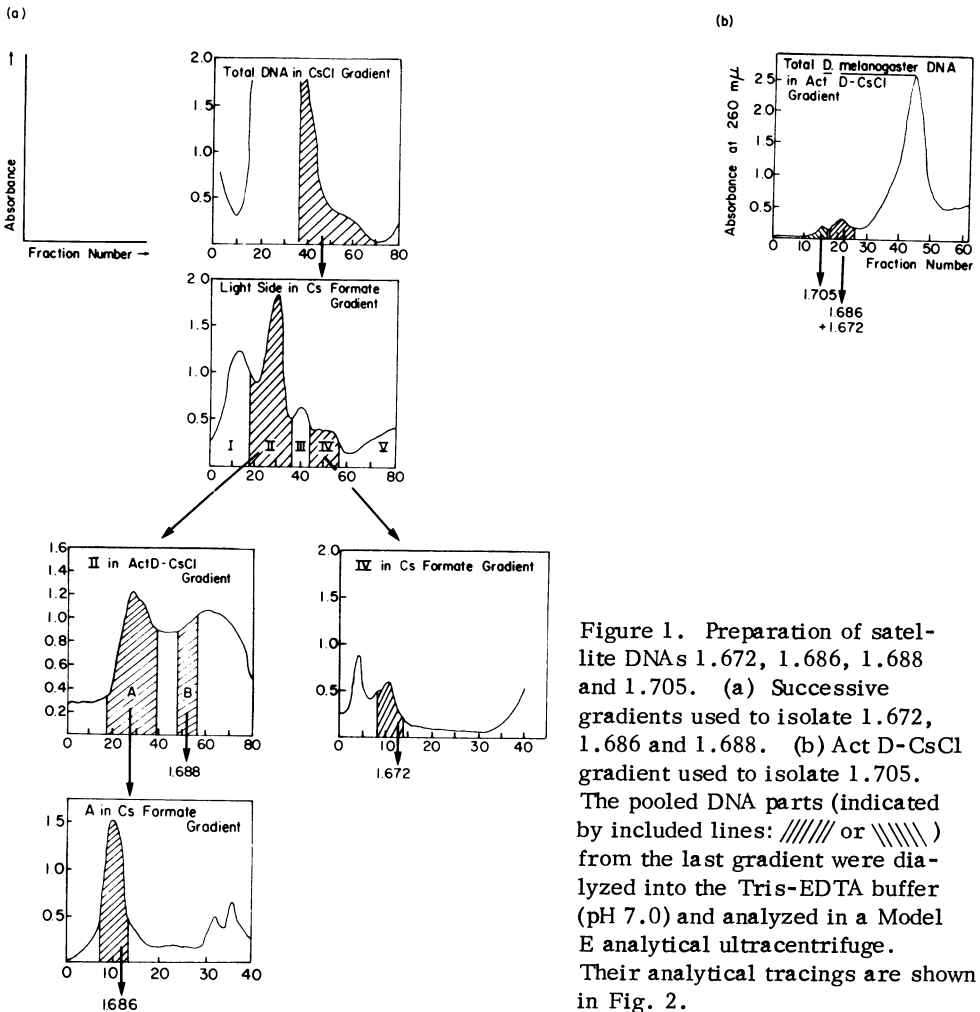 (a)
(b)
↑
Absorbance
Fraction Number →
2.0
Total DNA in CsCl Gradient
1.5
1.0
0.5
0 20 40 60 80
Light Side in Cs Formate
Gradient
2.0
1.5
1.0
0.5
I II III IV V
0 20 40 60 80
1.6
II in ActD-CsCl
Gradient
1.4
1.2
1.0
0.8
0.6
0.4
0.2
A B
0 20 40 60 80
1.688
2.0
IV in Cs Formate Gradient
1.5
1.0
0.5
0 10 20 30 40
1.672
A in Cs Formate
Gradient
1.5
1.0
0.5
0 10 20 30 40
1.686
Total D. melanogaster DNA
in Act D-CsCl
Gradient
Absorbance at 260 mμ
2.5
2.0
1.5
1.0
0.5
0 10 20 30 40 50 60
Fraction Number
1.705
1.686
+1.672
Figure 1. Preparation of satel-
lite DNAs 1.672, 1.686, 1.688
and 1.705. (a) Successive
gradients used to isolate 1.672,
1.686 and 1.688. (b) Act D-CsCl
gradient used to isolate 1.705.
The pooled DNA parts (indicated
by included lines: /////// or \\\\\\ )
from the last gradient were dia-
lyzed into the Tris-EDTA buffer
(pH 7.0) and analyzed in a Model
E analytical ultracentrifuge.
Their analytical tracings are shown
in Fig. 2.